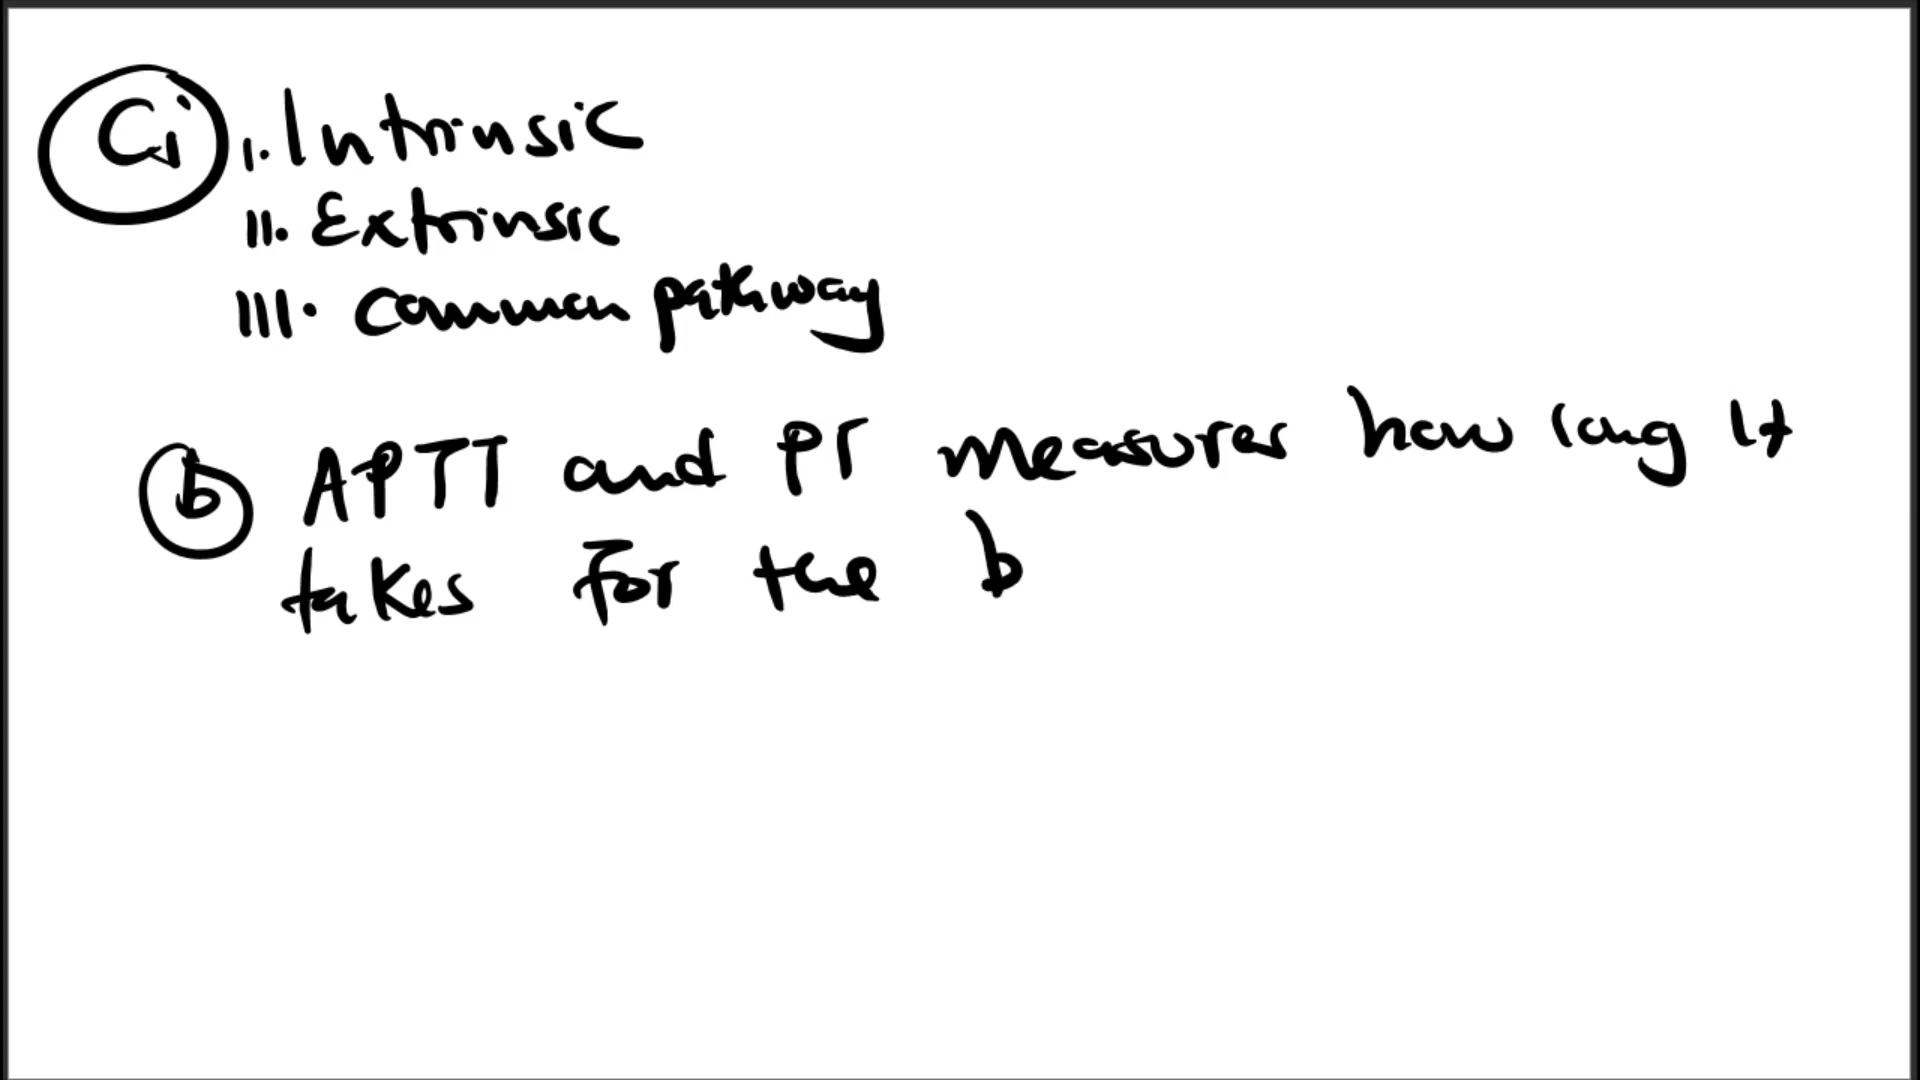 Ci I. Intrinsic
II. Extrinsic
III. Common pathway
b APTT and PT measures how long it
takes for the b